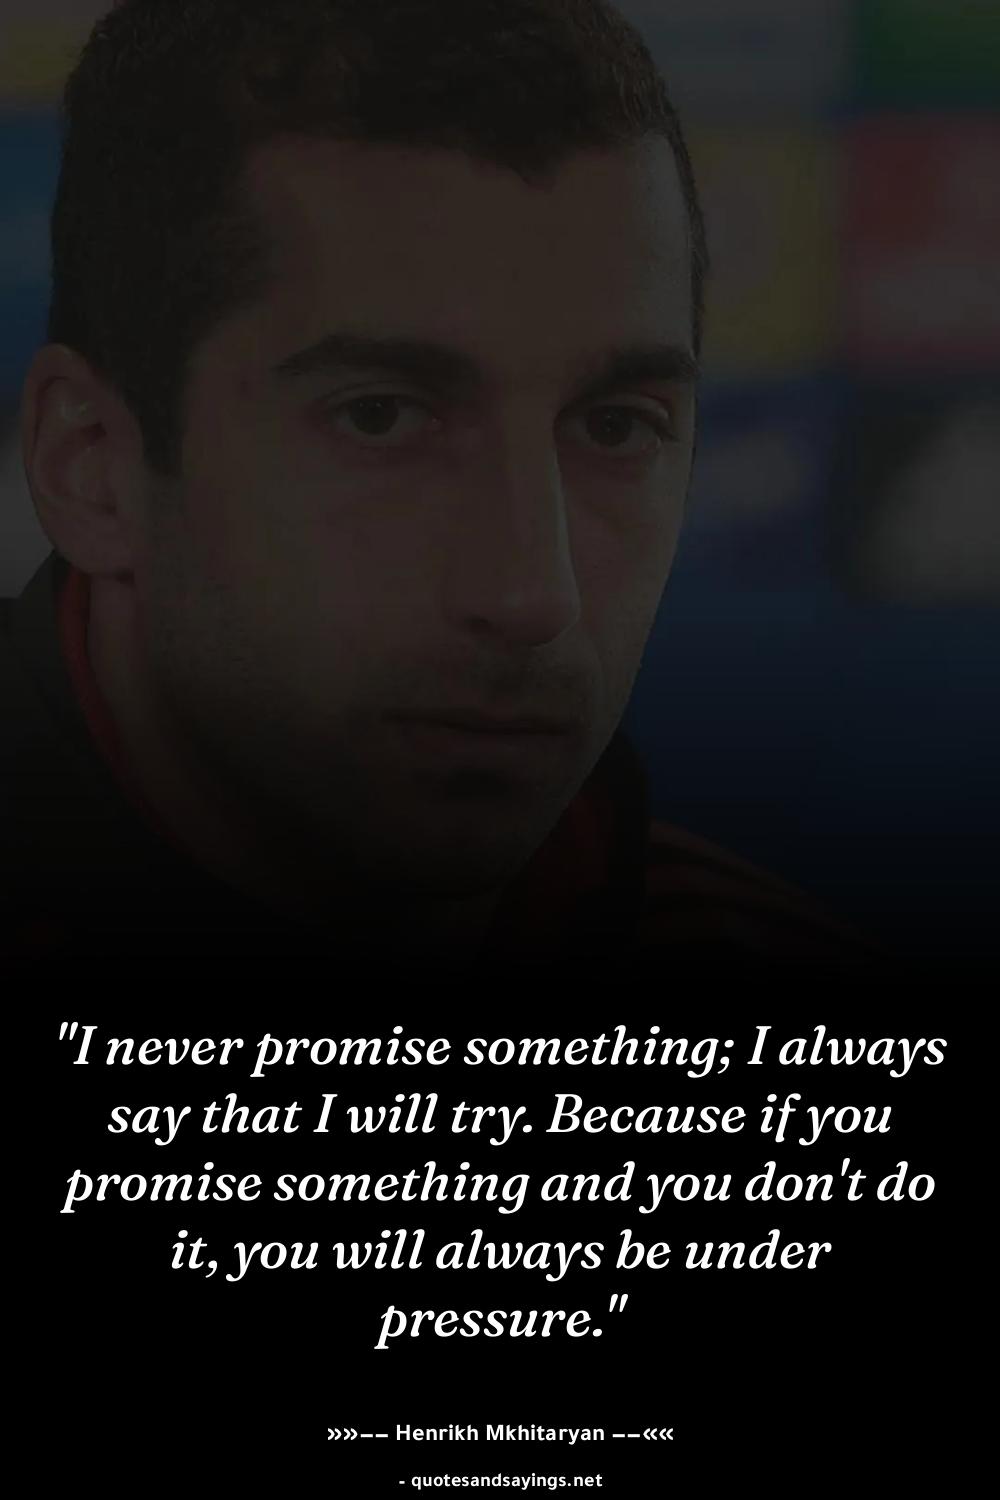 "I never promise something; I always
say that I will try. Because if you
promise something and you don't do
it, you will always be under
pressure."
»»−− Henrikh Mkhitaryan −−««
- quotesandsayings.net